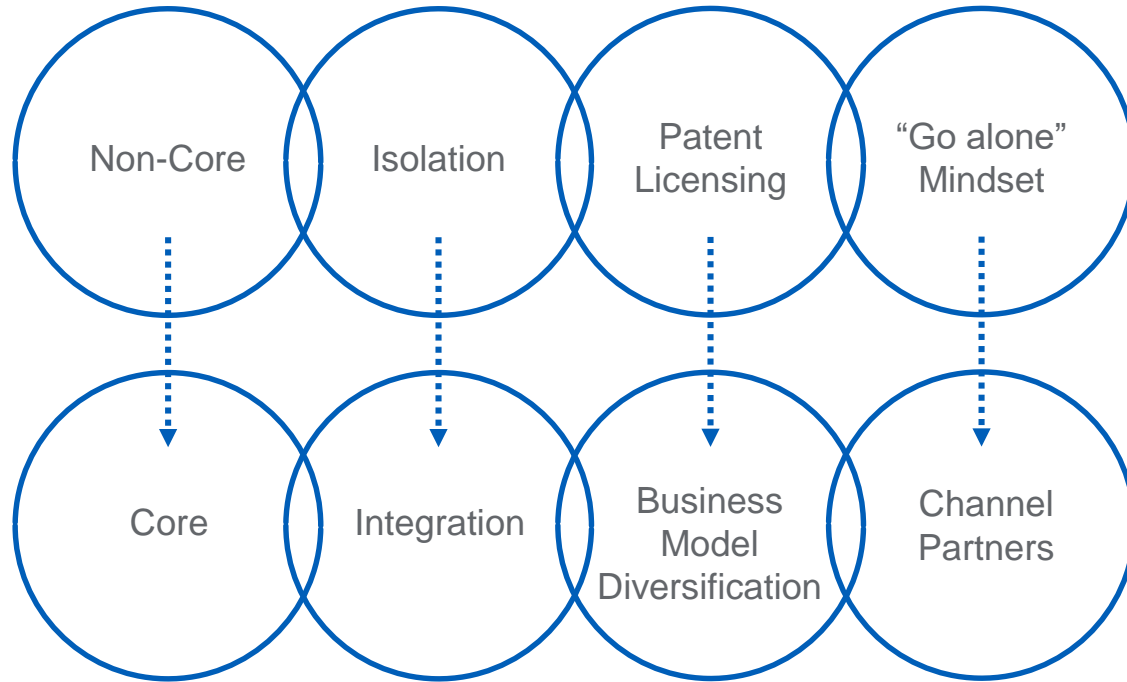 Non-Core
Isolation
Patent
Licensing
“Go alone”
Mindset
Core
Integration
Business
Model
Diversification
Channel
Partners